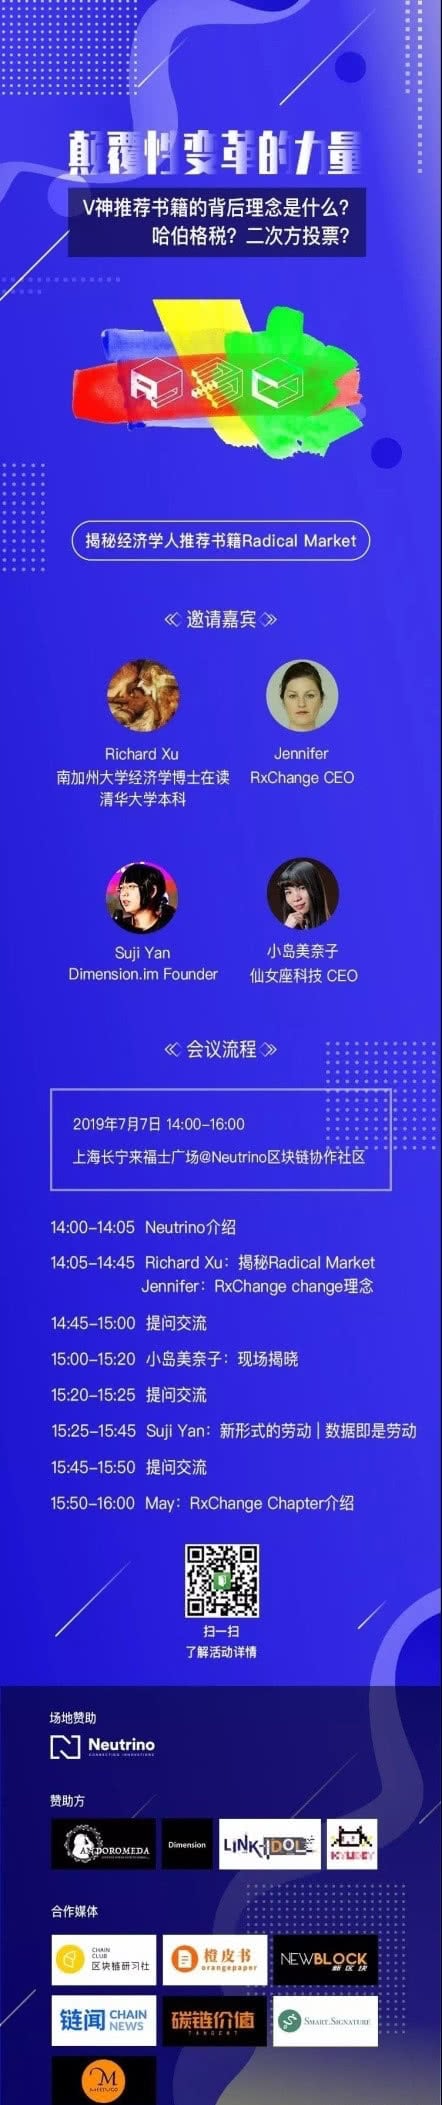 颠覆性变革的力量
V神推荐书籍的背后理念是什么?
哈伯格税? 二次方投票?
RXC
揭秘经济学人推荐书籍Radical Market
邀请嘉宾
Richard Xu
南加州大学经济学博士在读
清华大学本科
Jennifer
RxChange CEO
Suji Yan
Dimension.im Founder
小岛美奈子
仙女座科技 CEO
会议流程
2019年7月7日 14:00-16:00
上海长宁来福士广场@Neutrino区块链协作社区
14:00-14:05 Neutrino介绍
14:05-14:45 Richard Xu: 揭秘Radical Market
Jennifer: RxChange change理念
14:45-15:00 提问交流
15:00-15:20 小岛美奈子: 现场揭晓
15:20-15:25 提问交流
15:25-15:45 Suji Yan: 新形式的劳动 | 数据即是劳动
15:45-15:50 提问交流
15:50-16:00 May: RxChange Chapter介绍
扫一扫
了解活动详情
场地赞助
Neutrino
CONNECTING INNOVATIONS
赞助方
ANDOROMEDA
Dimension
LINK-IDOL
KYUBEY
合作媒体
CHAIN
CLUB
区块链研习社
橙皮书
orangepaper
NEWBLOCK
新区块
链闻 CHAIN
NEWS
碳链价值
TANGENT
SMART SIGNATURE
M